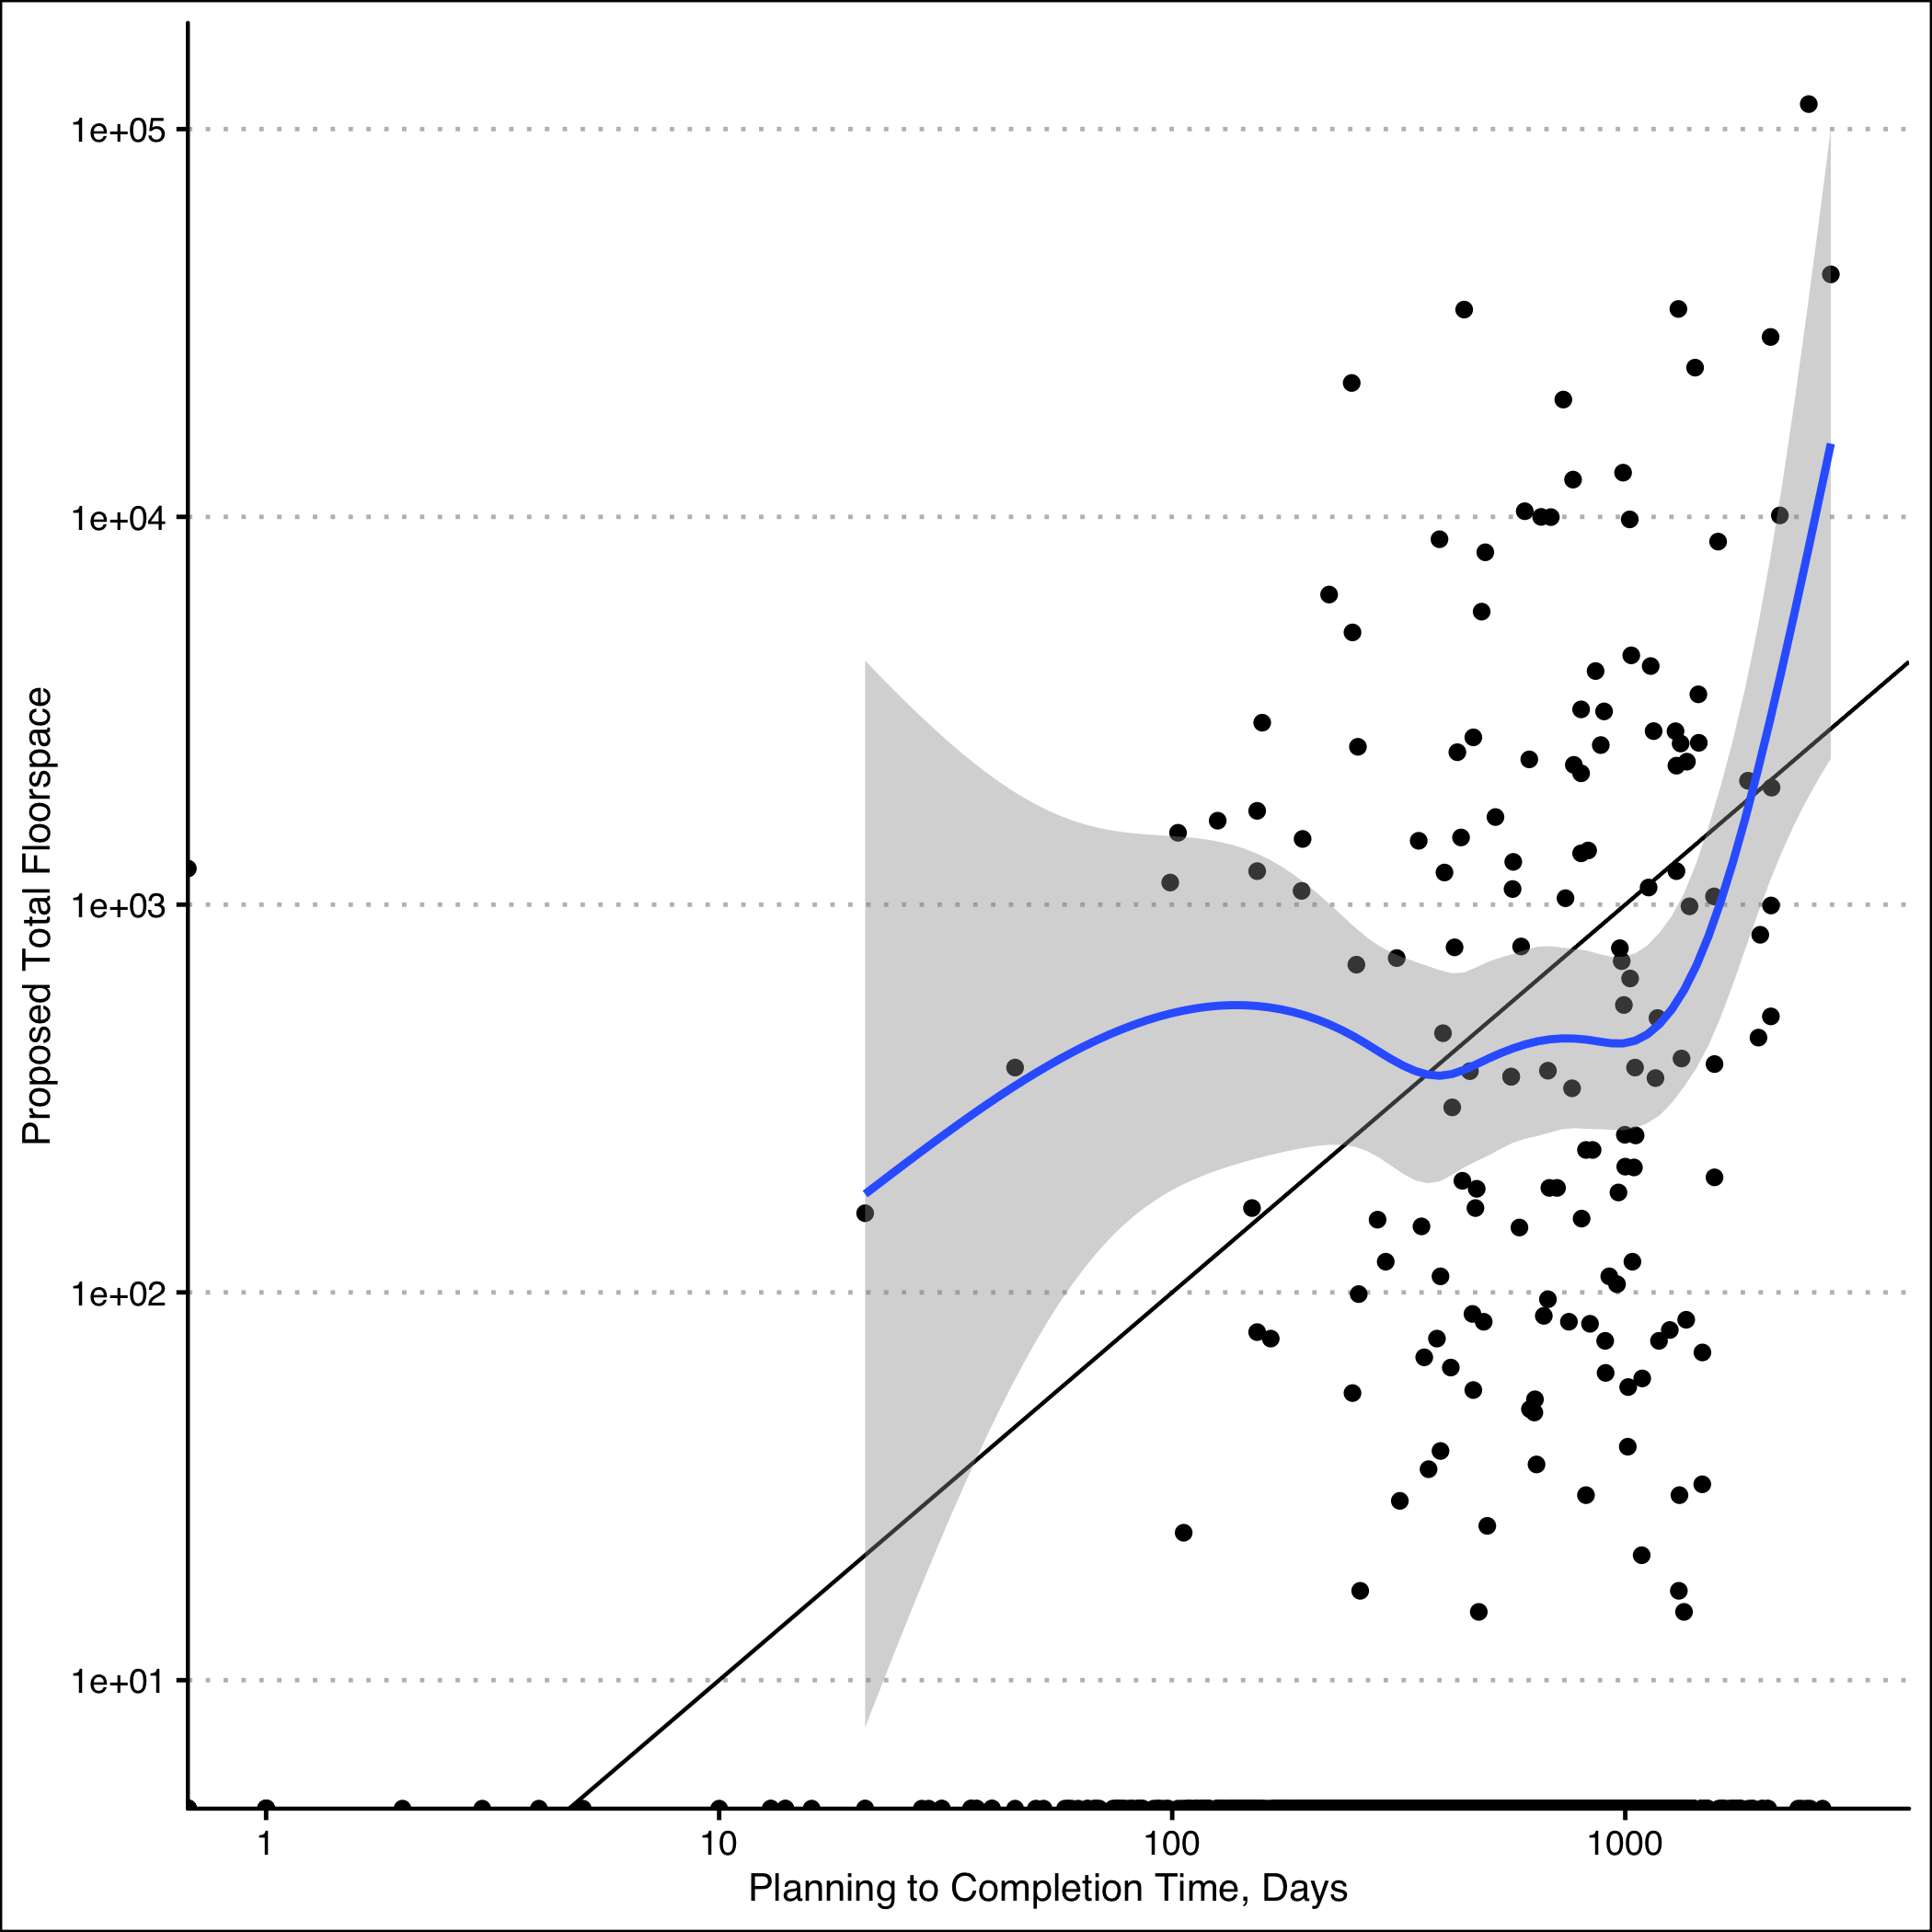 Proposed Total Floorspace
1e+05
1e+04
1e+03
1e+02
1e+01
1 10 100 1000
Planning to Completion Time, Days